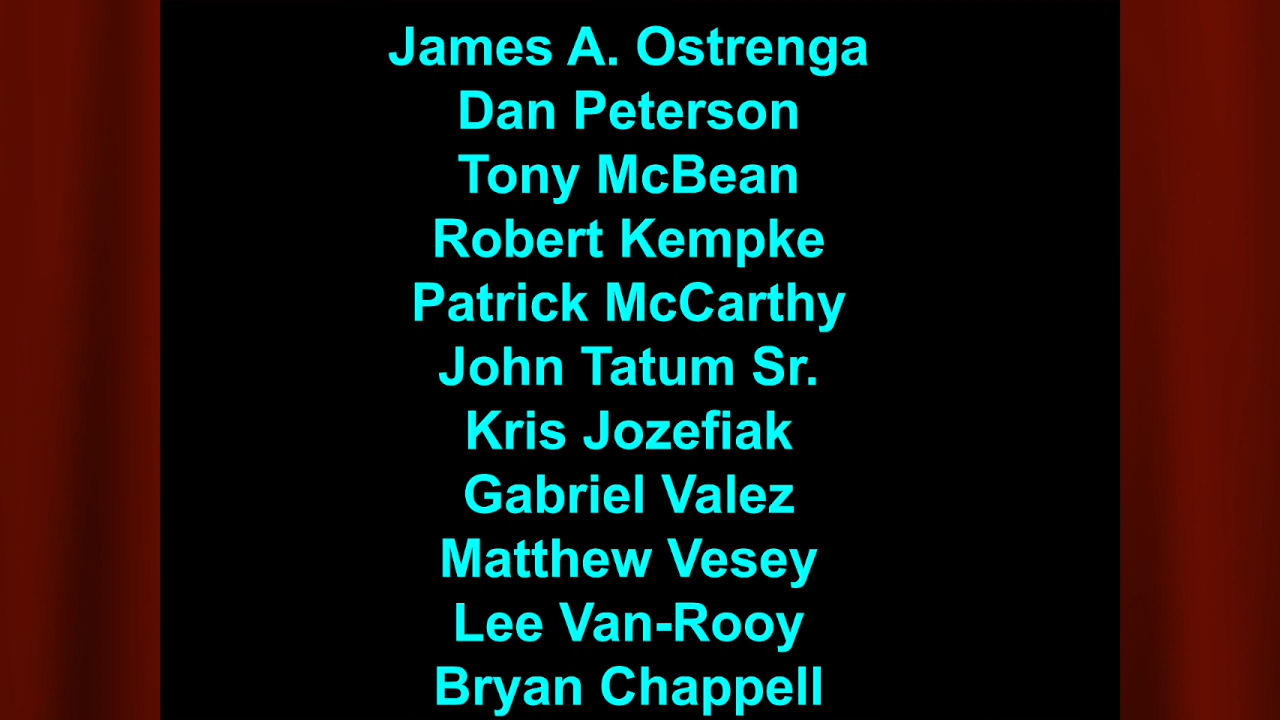 James A. Ostrenga
Dan Peterson
Tony McBean
Robert Kempke
Patrick McCarthy
John Tatum Sr.
Kris Jozefiak
Gabriel Valez
Matthew Vesey
Lee Van-Rooy
Bryan Chappell